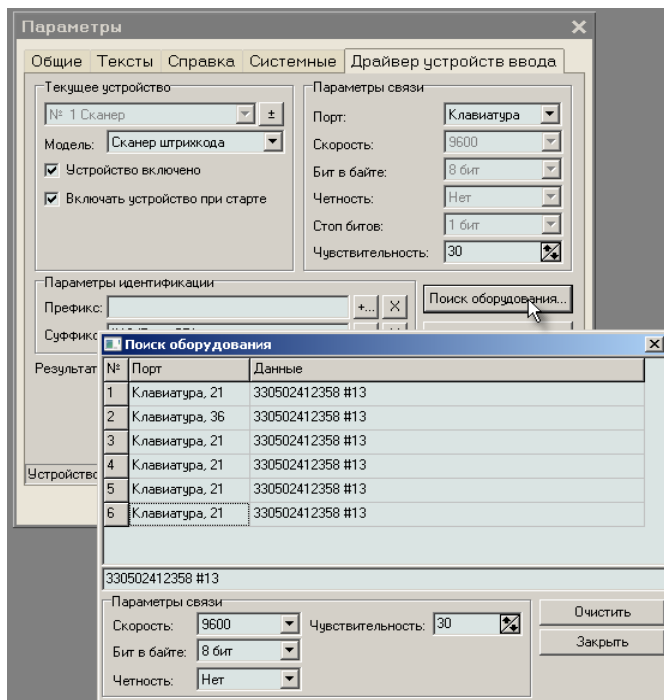 Параметры
Общие Тексты Справка Системные Драйвер устройств ввода
Текущее устройство
№ 1 Сканер ±
Модель: Сканер штрихкода
Устройство включено
Включать устройство при старте
Параметры связи
Порт: Клавиатура
Скорость: 9600
Бит в байте: 8 бит
Четность: Нет
Стоп битов: 1 бит
Чувствительность: 30
Параметры идентификации
Префикс: +... X
Суффикс
Поиск оборудования...
Результат
Устройство
Поиск оборудования
№ Порт Данные
1 Клавиатура, 21 330502412358 #13
2 Клавиатура, 36 330502412358 #13
3 Клавиатура, 21 330502412358 #13
4 Клавиатура, 21 330502412358 #13
5 Клавиатура, 21 330502412358 #13
6 Клавиатура, 21 330502412358 #13
330502412358 #13
Параметры связи
Скорость: 9600 Чувствительность: 30
Бит в байте: 8 бит
Четность: Нет
Очистить
Закрыть